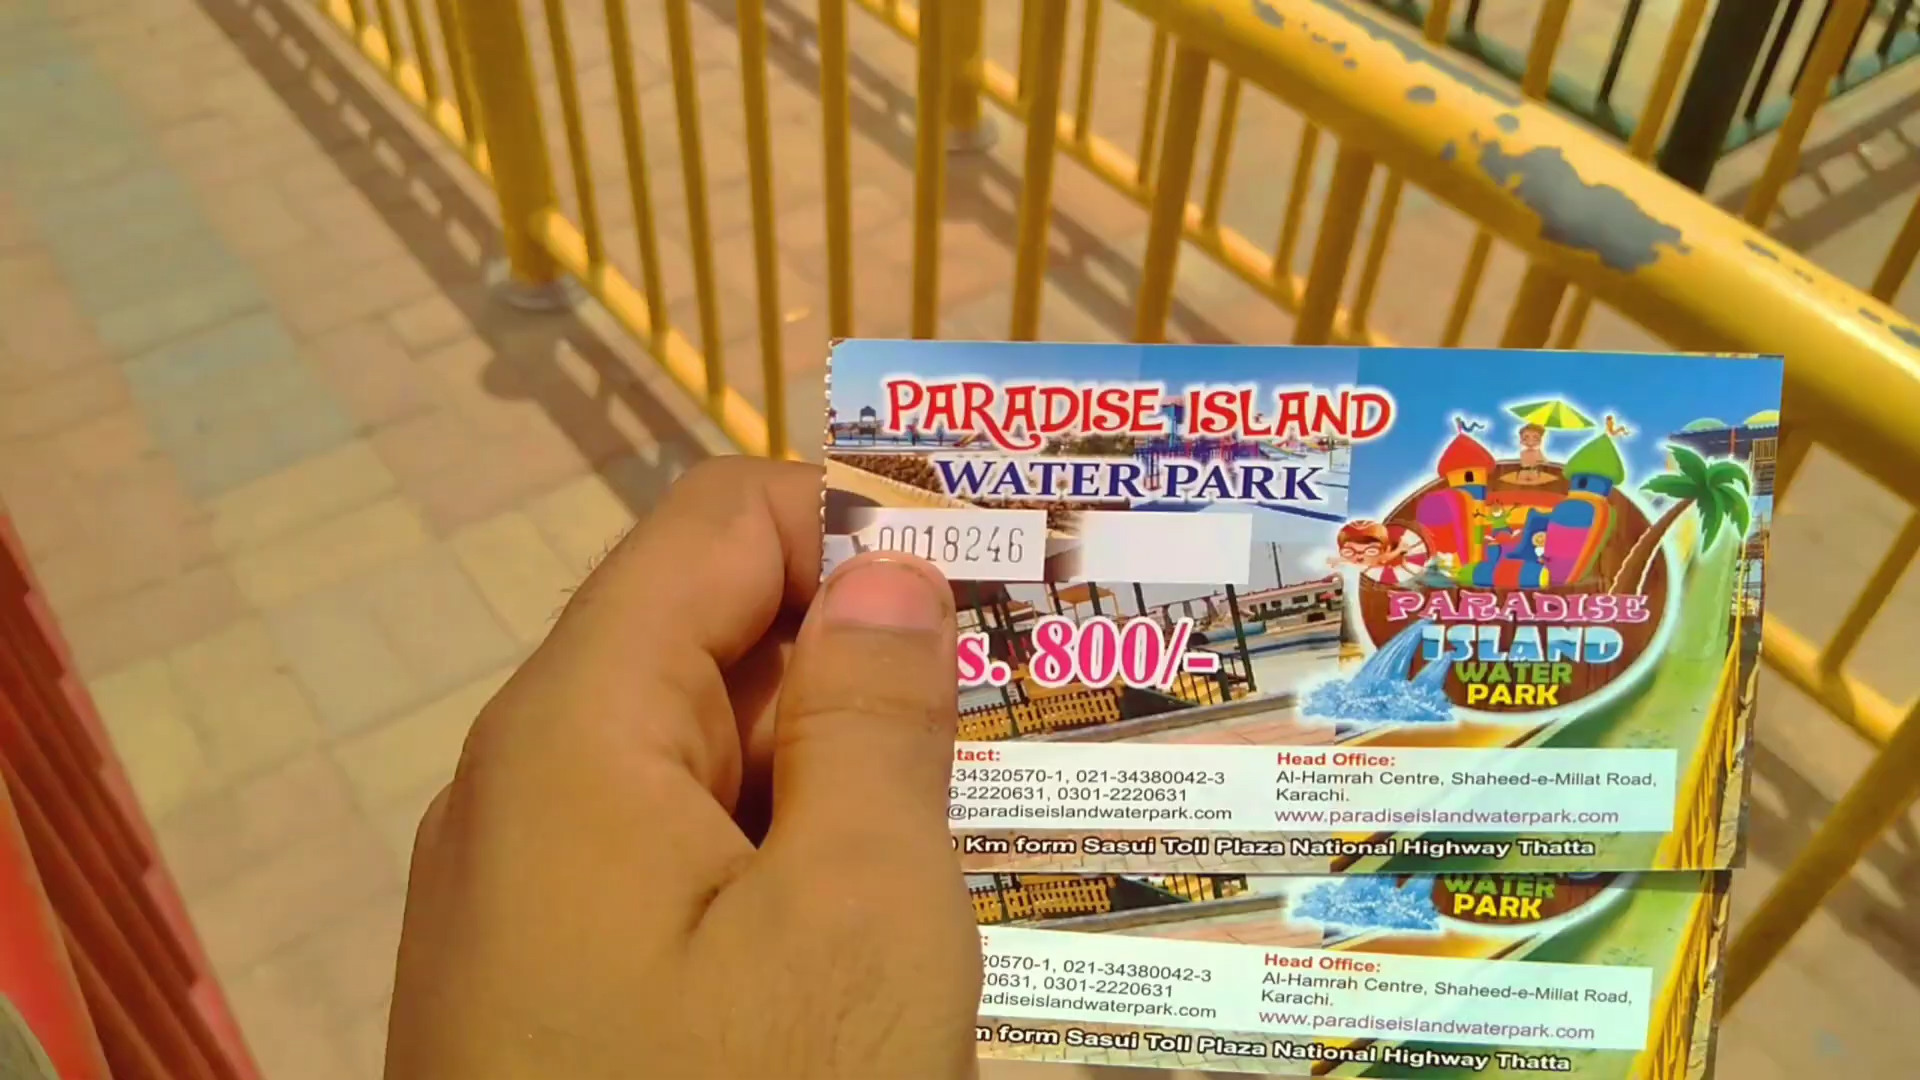 PARADISE ISLAND
WATER PARK
0018246
s. 800/-
PARADISE
ISLAND
WATER
PARK
tact:
-34320570-1, 021-34380042-3
6-2220631, 0301-2220631
@paradiseislandwaterpark.com
Head Office:
Al-Hamrah Centre, Shaheed-e-Millat Road,
Karachi.
www.paradiseislandwaterpark.com
Km form Sasui Toll Plaza National Highway Thatta
WATER
PARK
20570-1, 021-34380042-3
0631, 0301-2220631
adiseislandwaterpark.com
Head Office:
Al-Hamrah Centre, Shaheed-e-Millat Road,
Karachi.
www.paradiseislandwaterpark.com
m form Sasui Toll Plaza National Highway Thatta